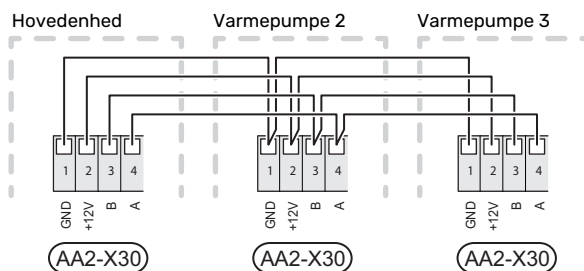 Hovedenhed Varmepumpe 2 Varmepumpe 3
1 2 3 4 1 2 3 4 1 2 3 4
GND +12V B A GND +12V B A GND +12V B A
AA2-X30 AA2-X30 AA2-X30